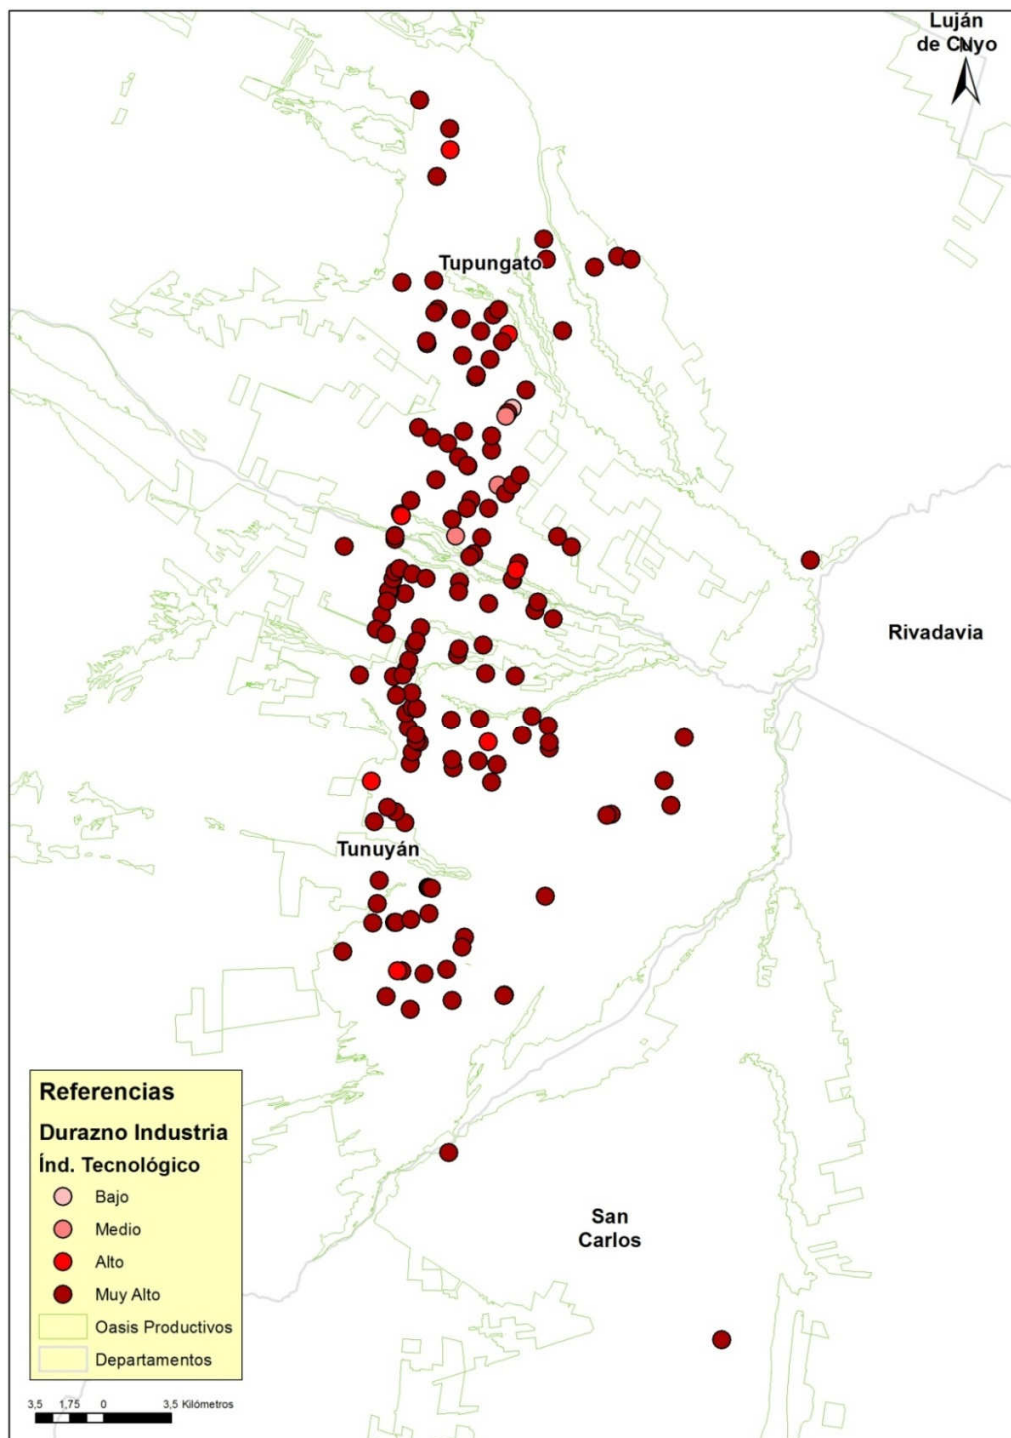 Luján
de Cuyo
N
Tupungato
Rivadavia
Tunuyán
San
Carlos
Referencias
Durazno Industria
Índ. Tecnológico
Bajo
Medio
Alto
Muy Alto
Oasis Productivos
Departamentos
3,5 1,75 0 3,5 Kilómetros